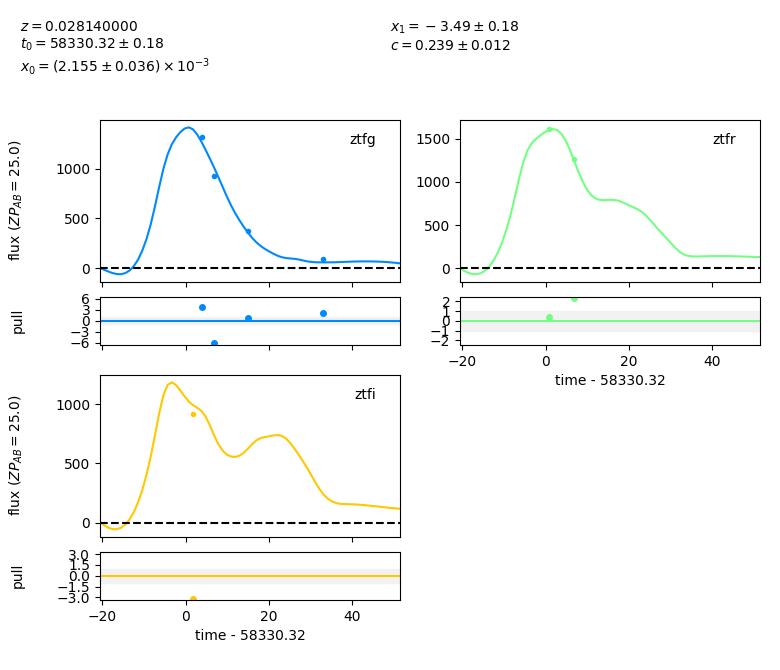 z = 0.028140000
t₀ = 58330.32 ± 0.18
x₀ = (2.155 ± 0.036) × 10⁻³
x₁ = −3.49 ± 0.18
c = 0.239 ± 0.012
flux (ZP_AB = 25.0)
1000
500
0
ztfg
1500
1000
500
0
ztfr
pull
6
3
0
−3
−6
2
1
0
−1
−2
−20 0 20 40
time - 58330.32
flux (ZP_AB = 25.0)
1000
500
0
ztfi
pull
3.0
1.5
0.0
−1.5
−3.0
−20 0 20 40
time - 58330.32